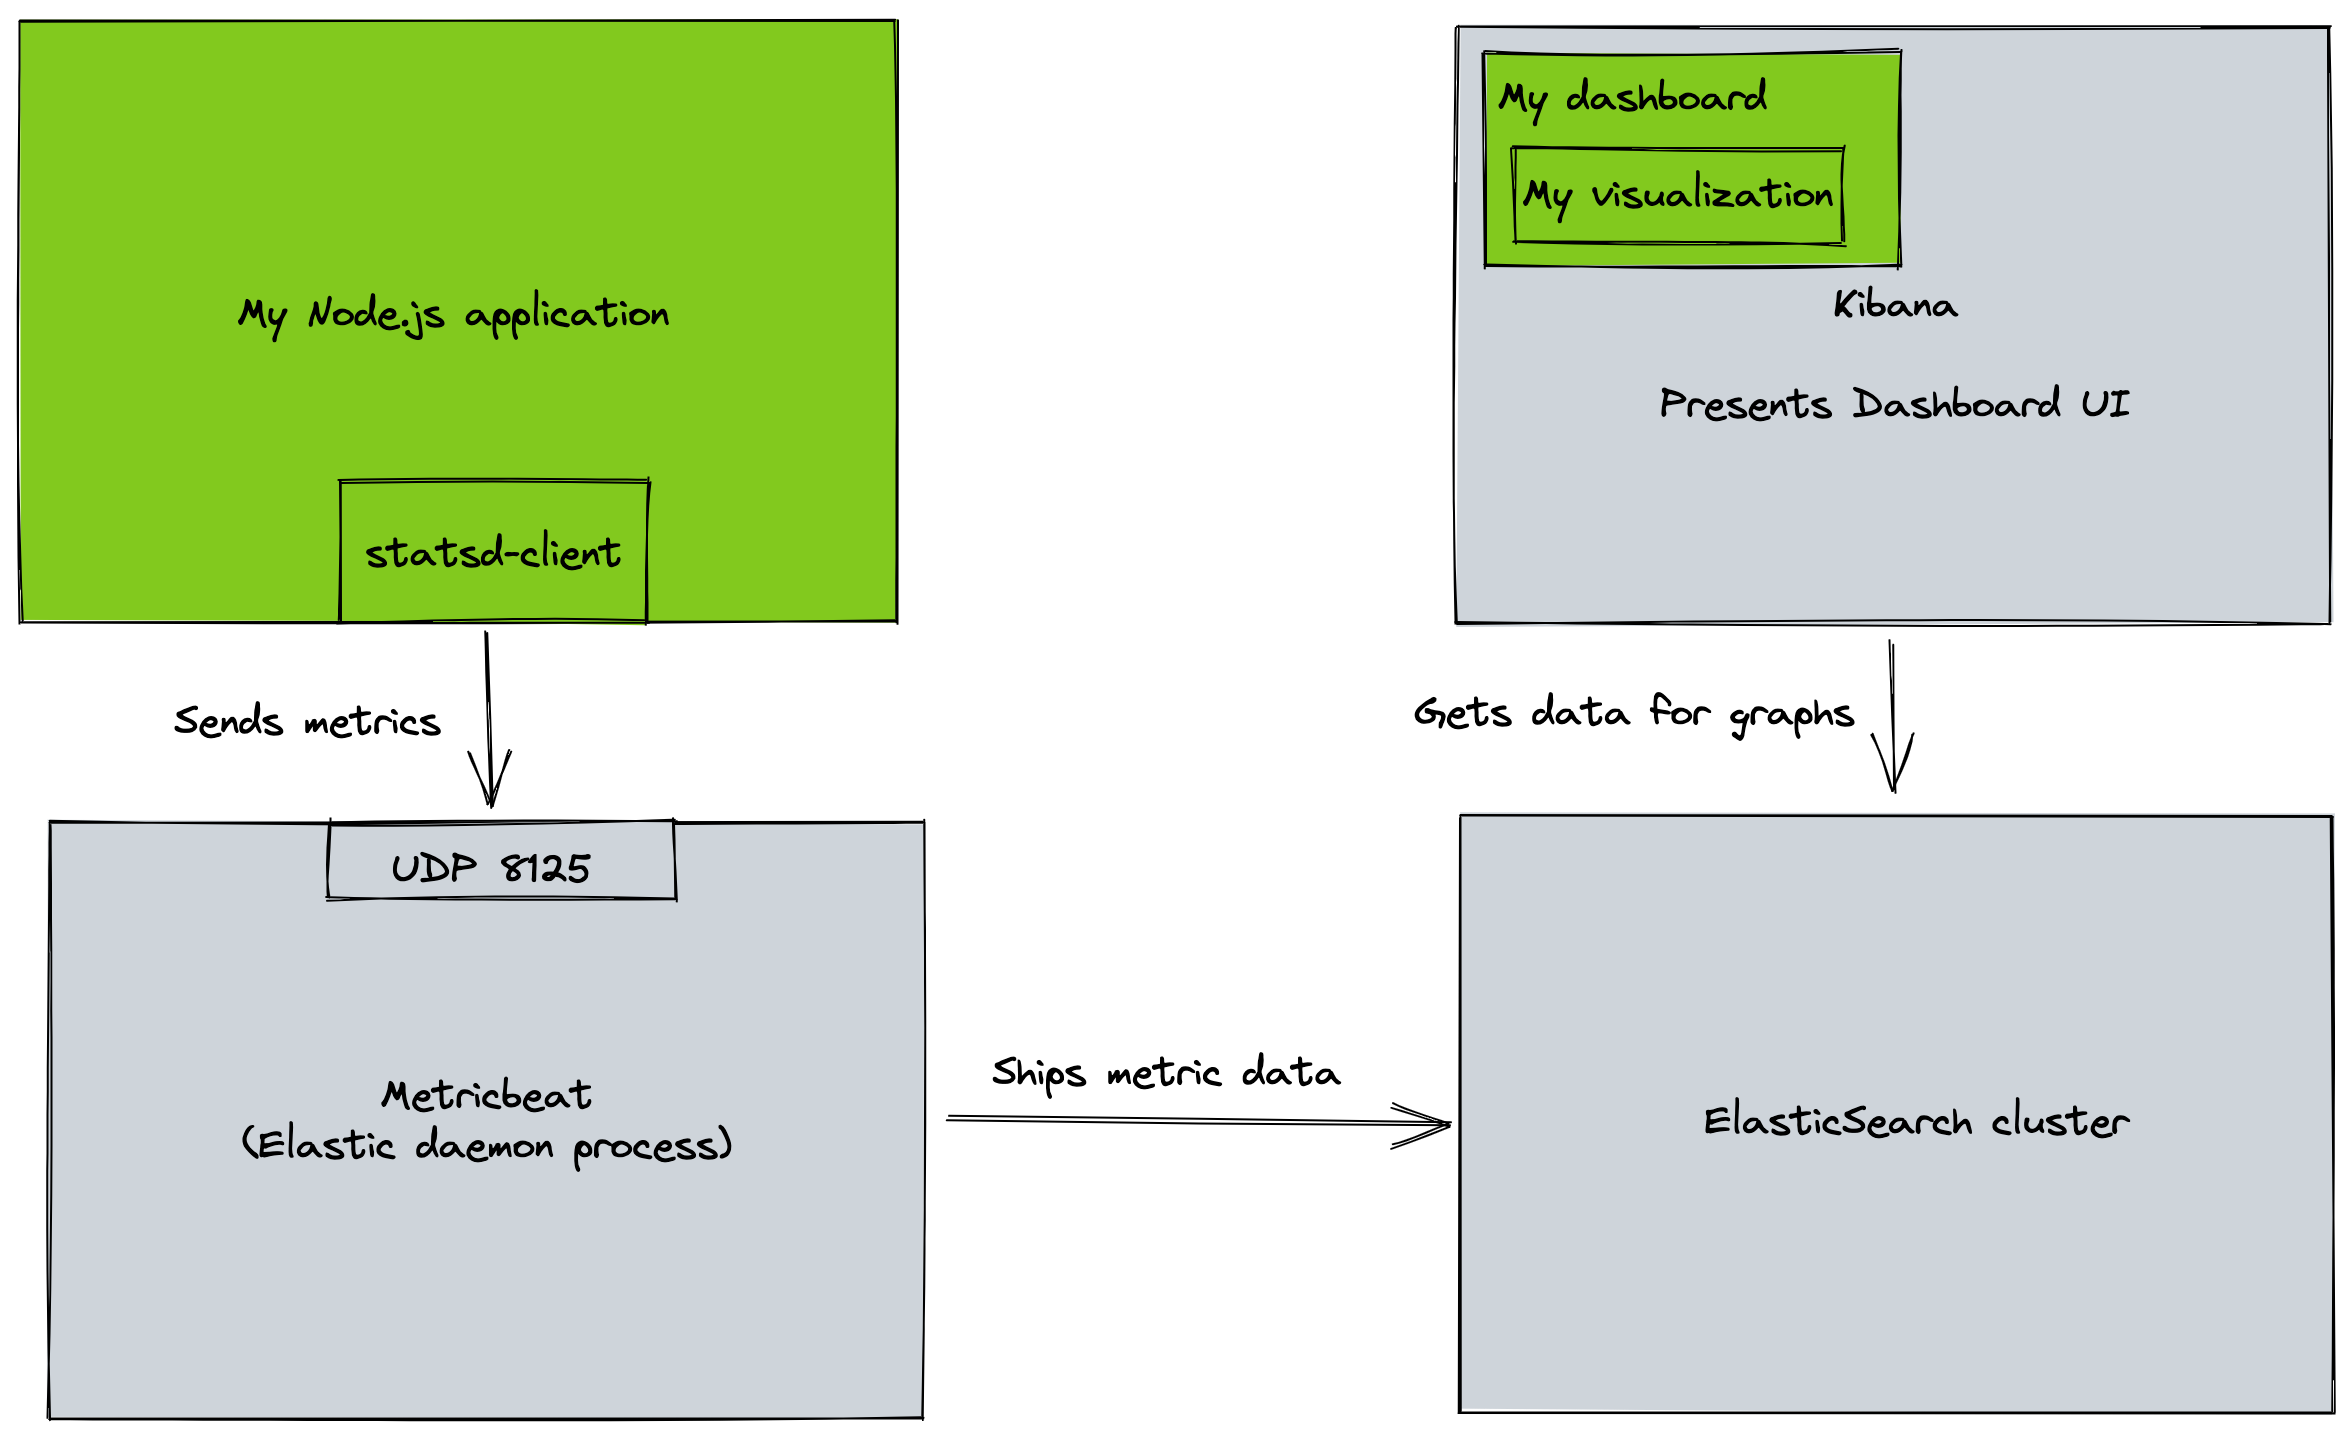 My Node.js application
statsd-client
Sends metrics
UDP 8125
Metricbeat
(Elastic daemon process)
Ships metric data
My dashboard
My visualization
Kibana
Presents Dashboard UI
Gets data for graphs
ElasticSearch cluster